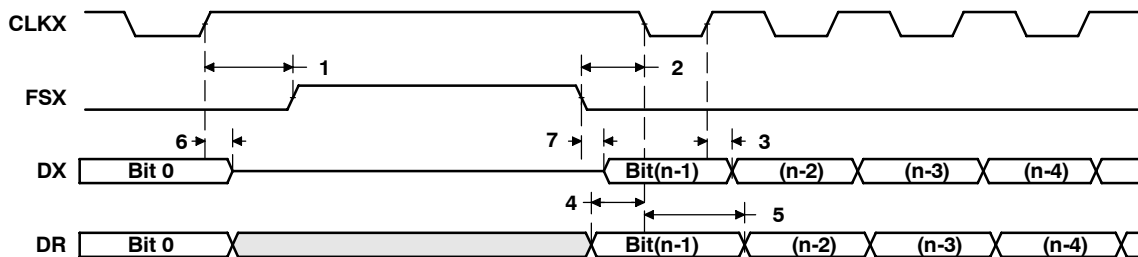 CLKX
1
2
FSX
6
7
3
DX
Bit 0
Bit(n-1)
(n-2)
(n-3)
(n-4)
4
5
DR
Bit 0
Bit(n-1)
(n-2)
(n-3)
(n-4)